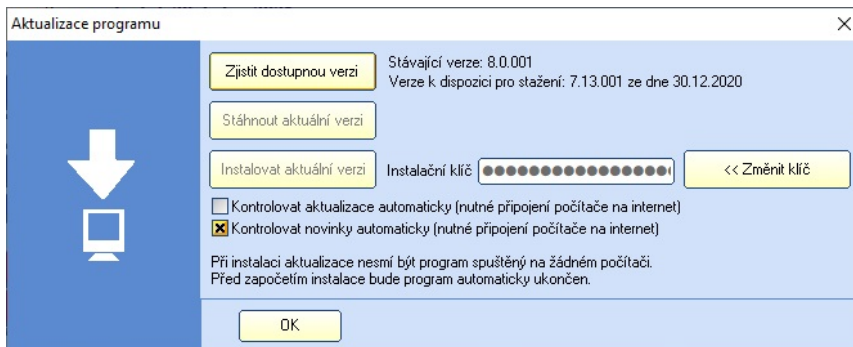 Aktualizace programu
Zjistit dostupnou verzi
Stávající verze: 8.0.001
Verze k dispozici pro stažení: 7.13.001 ze dne 30.12.2020
Stáhnout aktuální verzi
Instalovat aktuální verzi
Instalační klíč
<< Změnit klíč
Kontrolovat aktualizace automaticky (nutné připojení počítače na internet)
Kontrolovat novinky automaticky (nutné připojení počítače na internet)
Při instalaci aktualizace nesmí být program spuštěný na žádném počítači.
Před započetím instalace bude program automaticky ukončen.
OK